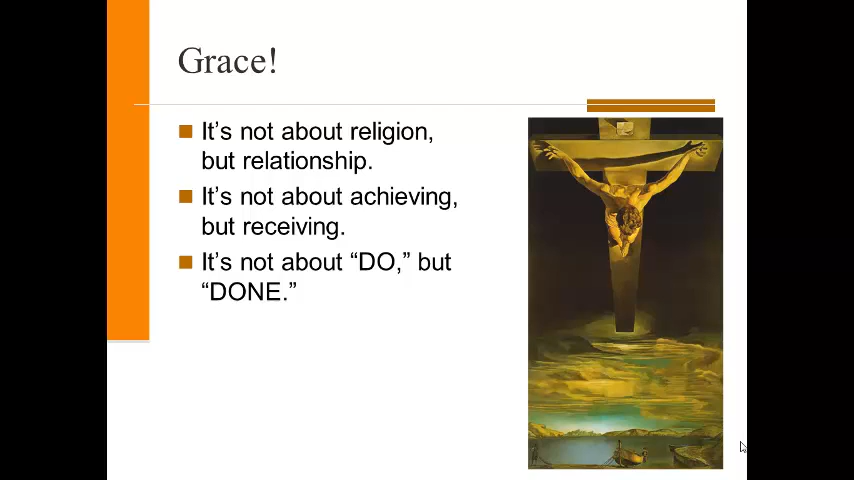 Grace!
It’s not about religion,
but relationship.
It’s not about achieving,
but receiving.
It’s not about “DO,” but
“DONE.”